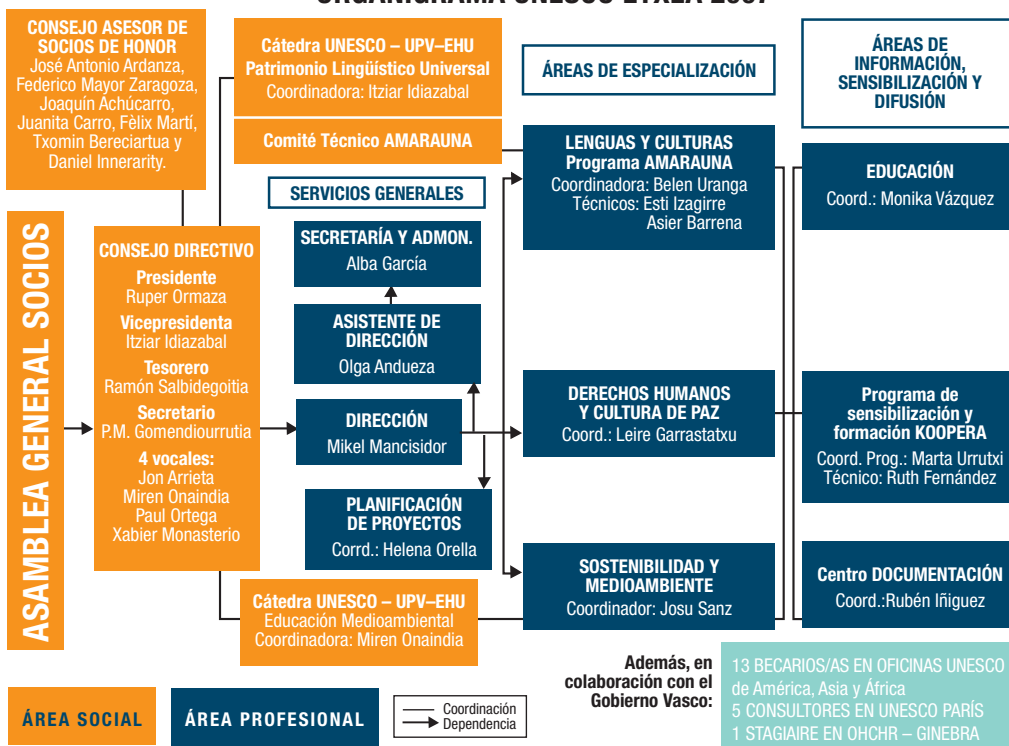 CONSEJO ASESOR DE
SOCIOS DE HONOR
José Antonio Ardanza,
Federico Mayor Zaragoza,
Joaquín Achúcarro,
Juanita Carro, Fèlix Martí,
Txomin Bereciartua y
Daniel Innerarity.
Cátedra UNESCO – UPV–EHU
Patrimonio Lingüístico Universal
Coordinadora: Itziar Idiazabal
Comité Técnico AMARAUNA
ÁREAS DE ESPECIALIZACIÓN
ÁREAS DE
INFORMACIÓN,
SENSIBILIZACIÓN Y
DIFUSIÓN
ASAMBLEA GENERAL SOCIOS
CONSEJO DIRECTIVO
Presidente
Ruper Ormaza
Vicepresidenta
Itziar Idiazabal
Tesorero
Ramón Salbidegoitia
Secretario
P.M. Gomendiourrutia
4 vocales:
Jon Arrieta
Miren Onaindia
Paul Ortega
Xabier Monasterio
SERVICIOS GENERALES
SECRETARÍA Y ADMON.
Alba García
ASISTENTE DE
DIRECCIÓN
Olga Andueza
DIRECCIÓN
Mikel Mancisidor
PLANIFICACIÓN
DE PROYECTOS
Corrd.: Helena Orella
Cátedra UNESCO – UPV–EHU
Educación Medioambiental
Coordinadora: Miren Onaindia
LENGUAS Y CULTURAS
Programa AMARAUNA
Coordinadora: Belen Uranga
Técnicos: Esti Izagirre
Asier Barrena
DERECHOS HUMANOS
Y CULTURA DE PAZ
Coord.: Leire Garrastatxu
SOSTENIBILIDAD Y
MEDIOAMBIENTE
Coordinador: Josu Sanz
EDUCACIÓN
Coord.: Monika Vázquez
Programa de
sensibilización y
formación KOOPERA
Coord. Prog.: Marta Urrutxi
Técnico: Ruth Fernández
Centro DOCUMENTACIÓN
Coord.:Rubén Iñiguez
Además, en
colaboración con el
Gobierno Vasco:
13 BECARIOS/AS EN OFICINAS UNESCO
de América, Asia y África
5 CONSULTORES EN UNESCO PARÍS
1 STAGIAIRE EN OHCHR – GINEBRA
ÁREA SOCIAL
ÁREA PROFESIONAL
Coordinación
Dependencia